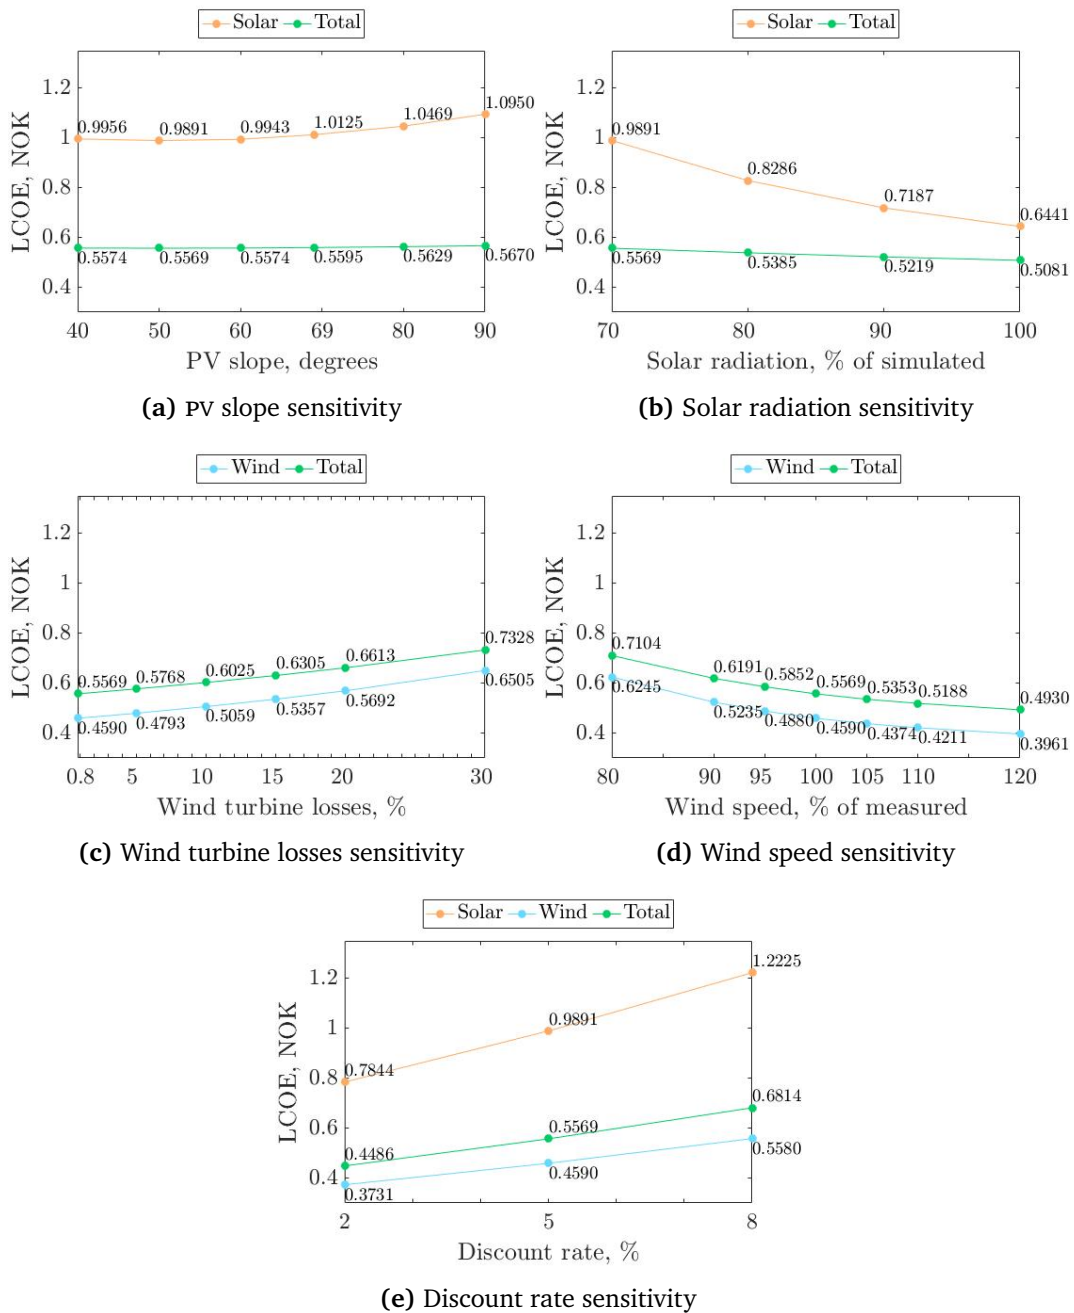 Solar Total
1.2
1
0.8
0.6
0.4
LCOE, NOK
0.9956 0.9891 0.9943 1.0125 1.0469 1.0950
0.5574 0.5569 0.5574 0.5595 0.5629 0.5670
40 50 60 69 80 90
PV slope, degrees
(a) PV slope sensitivity
Solar Total
1.2
1
0.8
0.6
0.4
LCOE, NOK
0.9891 0.8286 0.7187 0.6441
0.5569 0.5385 0.5219 0.5081
70 80 90 100
Solar radiation, % of simulated
(b) Solar radiation sensitivity
Wind Total
1.2
1
0.8
0.6
0.4
LCOE, NOK
0.5569 0.5768 0.6025 0.6305 0.6613 0.7328
0.4590 0.4793 0.5059 0.5357 0.5692 0.6505
0.8 5 10 15 20 30
Wind turbine losses, %
(c) Wind turbine losses sensitivity
Wind Total
1.2
1
0.8
0.6
0.4
LCOE, NOK
0.7104 0.6191 0.5852 0.5569 0.5353 0.5188 0.4930
0.6245 0.5235 0.4880 0.4590 0.4374 0.4211 0.3961
80 90 95 100 105 110 120
Wind speed, % of measured
(d) Wind speed sensitivity
Solar Wind Total
1.2
1
0.8
0.6
0.4
LCOE, NOK
0.7844 0.9891 1.2225
0.4486 0.5569 0.6814
0.3731 0.4590 0.5580
2 5 8
Discount rate, %
(e) Discount rate sensitivity